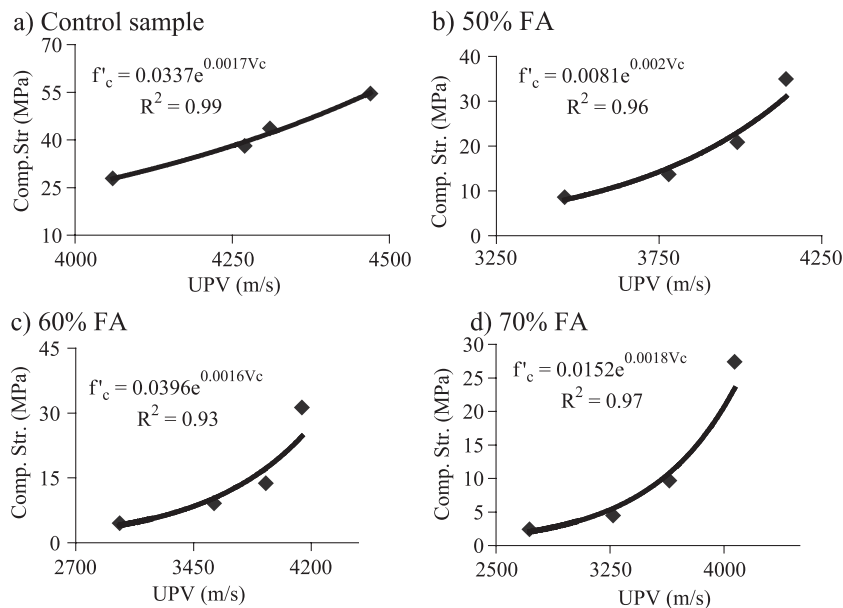 a) Control sample
70
55
40
25
10
Comp.Str (MPa)
f'c = 0.0337e^0.0017Vc
R² = 0.99
4000 4250 4500
UPV (m/s)
b) 50% FA
40
30
20
10
0
Comp. Str. (MPa)
f'c = 0.0081e^0.002Vc
R² = 0.96
3250 3750 4250
UPV (m/s)
c) 60% FA
45
30
15
0
Comp. Str. (MPa)
f'c = 0.0396e^0.0016Vc
R² = 0.93
2700 3450 4200
UPV (m/s)
d) 70% FA
30
25
20
15
10
5
0
Comp. Str. (MPa)
f'c = 0.0152e^0.0018Vc
R² = 0.97
2500 3250 4000
UPV (m/s)